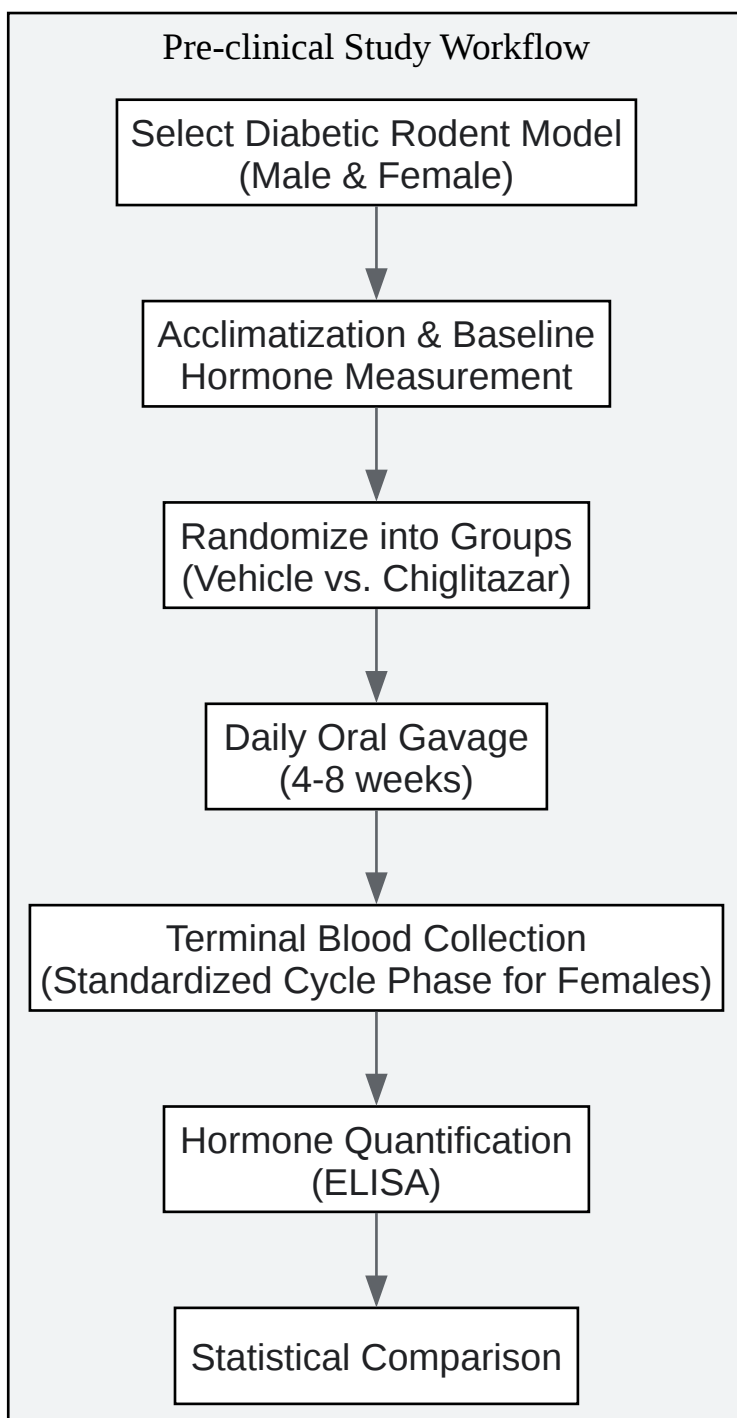 Pre-clinical Study Workflow
Select Diabetic Rodent Model
(Male & Female)
Acclimatization & Baseline
Hormone Measurement
Randomize into Groups
(Vehicle vs. Chiglitazar)
Daily Oral Gavage
(4-8 weeks)
Terminal Blood Collection
(Standardized Cycle Phase for Females)
Hormone Quantification
(ELISA)
Statistical Comparison